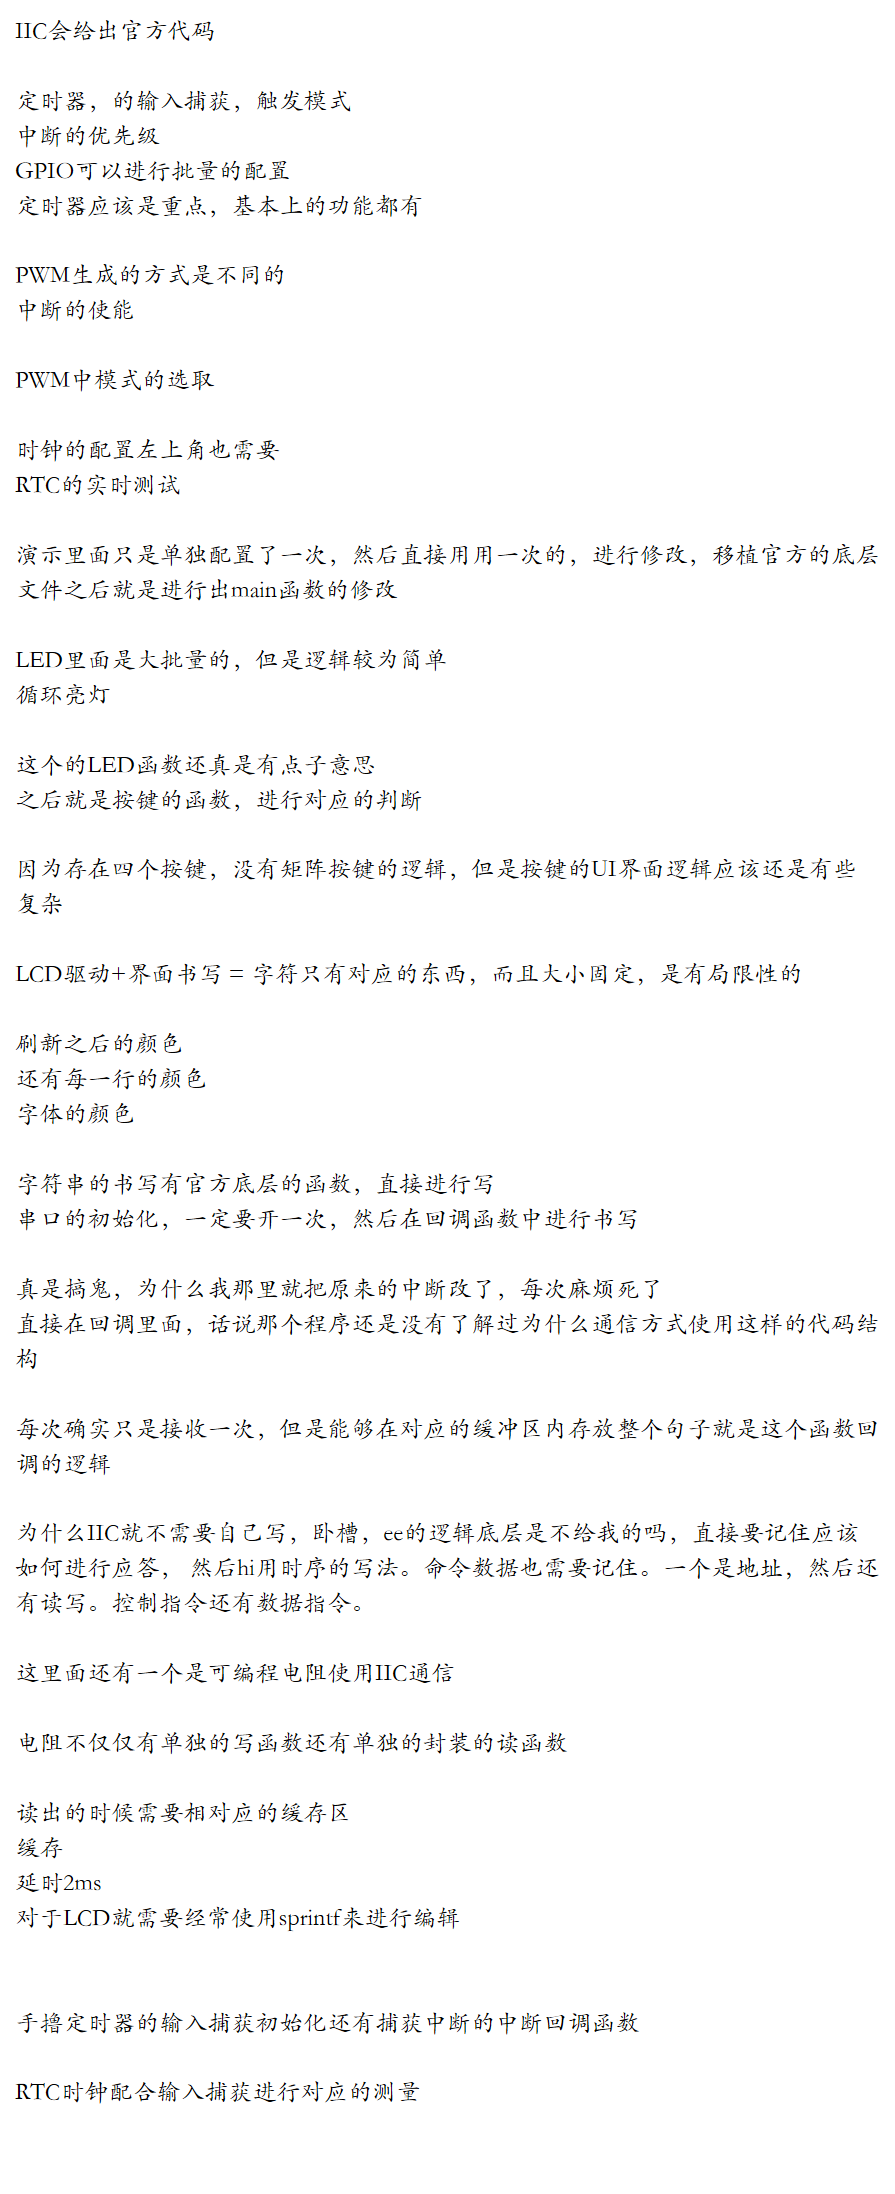 IIC会给出官方代码
定时器，的输入捕获，触发模式
中断的优先级
GPIO可以进行批量的配置
定时器应该是重点，基本上的功能都有
PWM生成的方式是不同的
中断的使能
PWM中模式的选取
时钟的配置左上角也需要
RTC的实时测试
演示里面只是单独配置了一次，然后直接用用一次的，进行修改，移植官方的底层
文件之后就是进行出main函数的修改
LED里面是大批量的，但是逻辑较为简单
循环亮灯
这个的LED函数还真是有点子意思
之后就是按键的函数，进行对应的判断
因为存在四个按键，没有矩阵按键的逻辑，但是按键的UI界面逻辑应该还是有些
复杂
LCD驱动+界面书写 = 字符只有对应的东西，而且大小固定，是有局限性的
刷新之后的颜色
还有每一行的颜色
字体的颜色
字符串的书写有官方底层的函数，直接进行写
串口的初始化，一定要开一次，然后在回调函数中进行书写
真是搞鬼，为什么我那里就把原来的中断改了，每次麻烦死了
直接在回调里面，话说那个程序还是没有了解过为什么通信方式使用这样的代码结
构
每次确实只是接收一次，但是能够在对应的缓冲区内存放整个句子就是这个函数回
调的逻辑
为什么IIC就不需要自己写，卧槽，ee的逻辑底层是不给我的吗，直接要记住应该
如何进行应答， 然后hi用时序的写法。命令数据也需要记住。一个是地址，然后还
有读写。控制指令还有数据指令。
这里面还有一个是可编程电阻使用IIC通信
电阻不仅仅有单独的写函数还有单独的封装的读函数
读出的时候需要相对应的缓存区
缓存
延时2ms
对于LCD就需要经常使用sprintf来进行编辑
手撸定时器的输入捕获初始化还有捕获中断的中断回调函数
RTC时钟配合输入捕获进行对应的测量